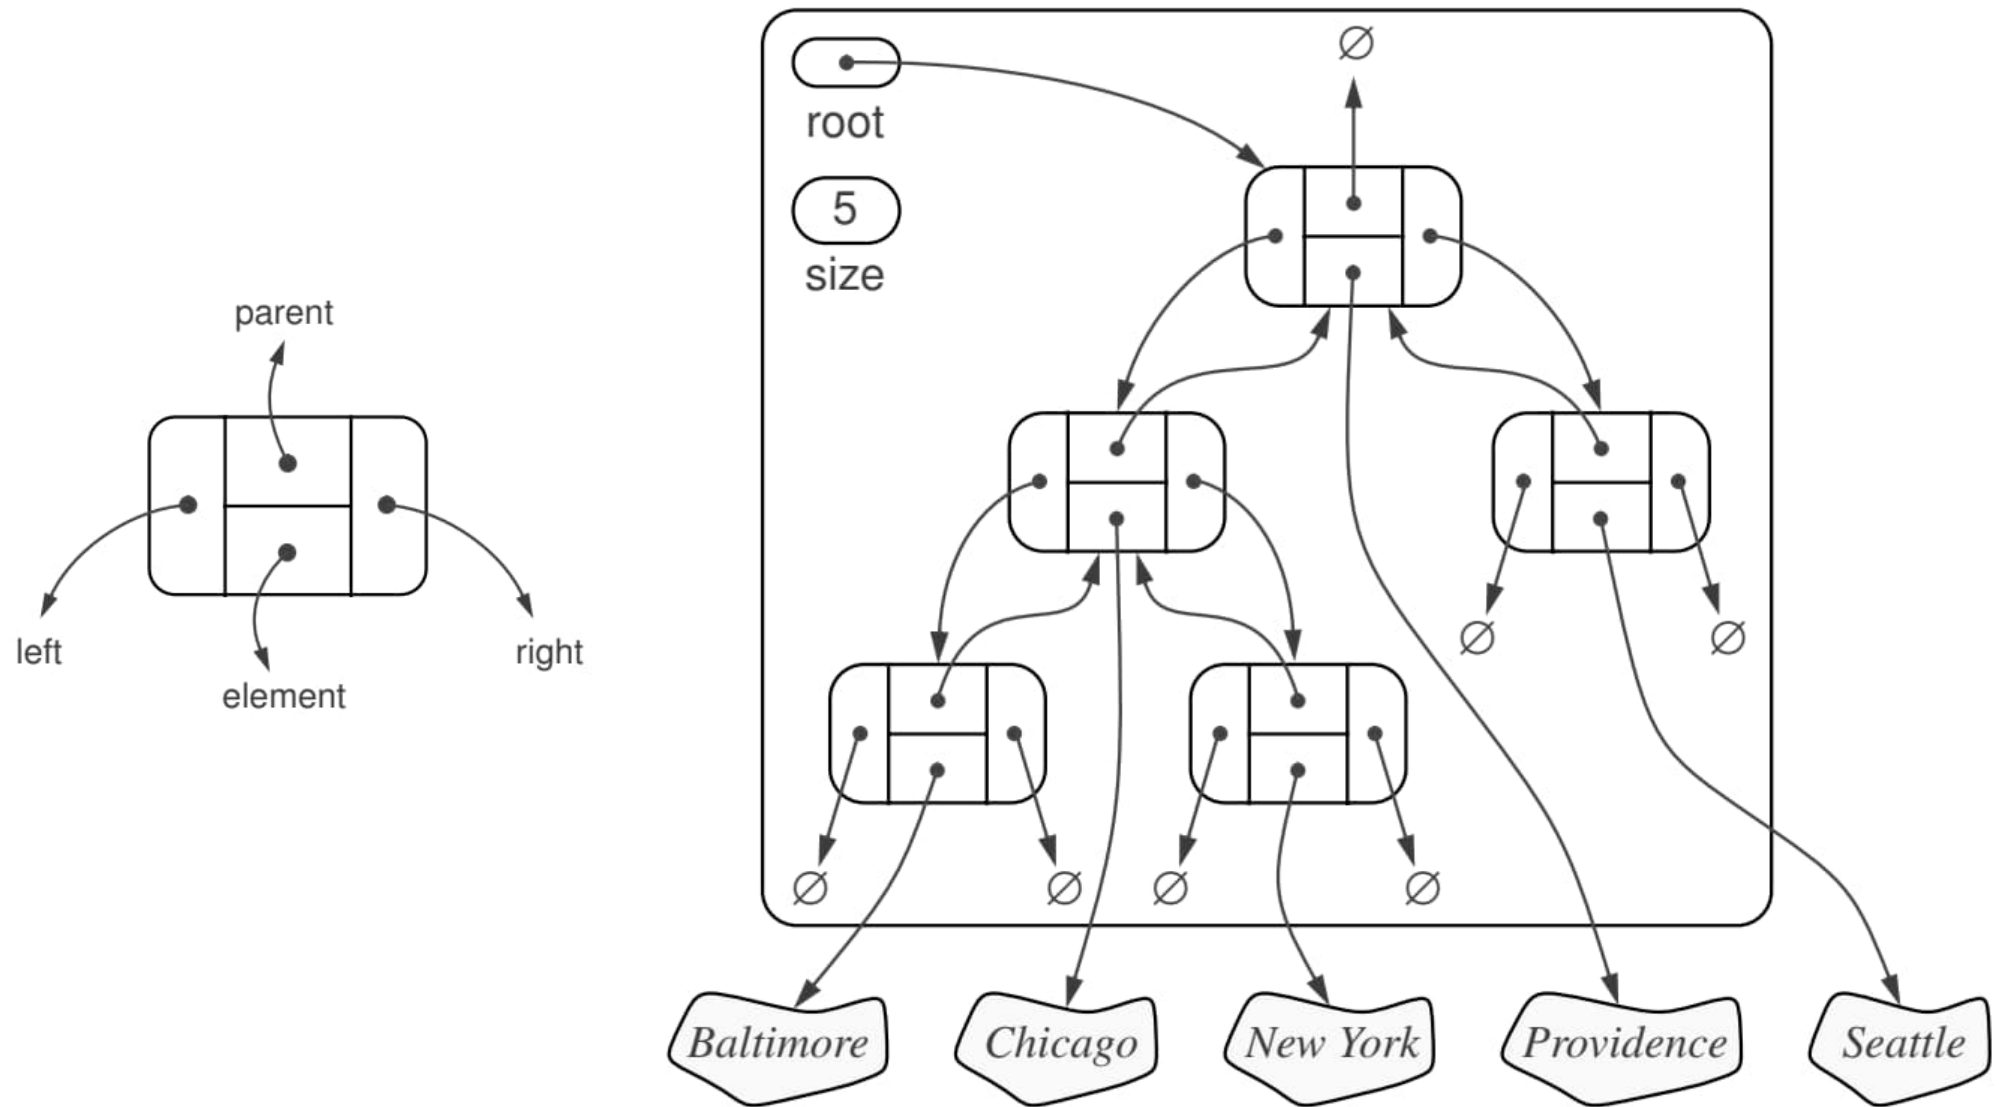 parent
left
right
element
∅
root
5
size
∅
∅
∅
∅
∅
∅
Baltimore
Chicago
New York
Providence
Seattle